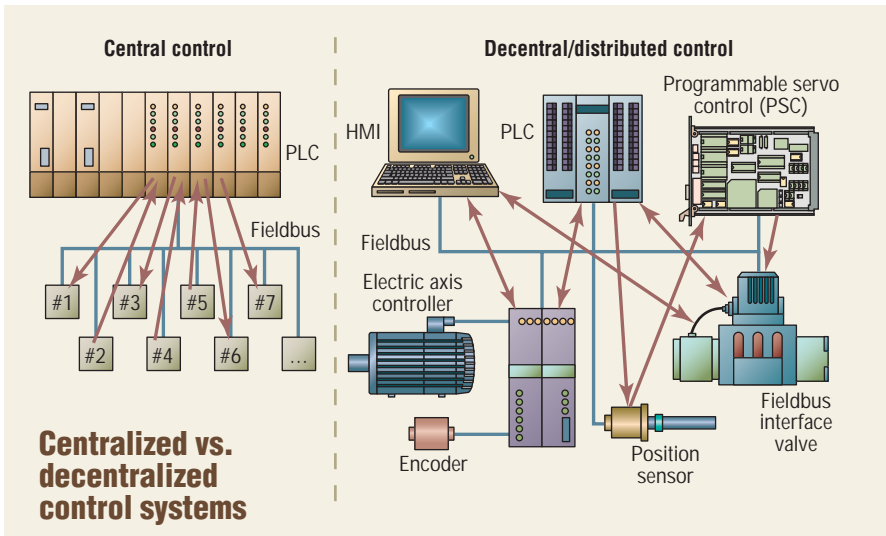 Central control
PLC
Fieldbus
#1
#3
#5
#7
#2
#4
#6
...
Centralized vs.
decentralized
control systems
Decentral/distributed control
HMI
PLC
Programmable servo
control (PSC)
Fieldbus
Electric axis
controller
Encoder
Position
sensor
Fieldbus
interface
valve